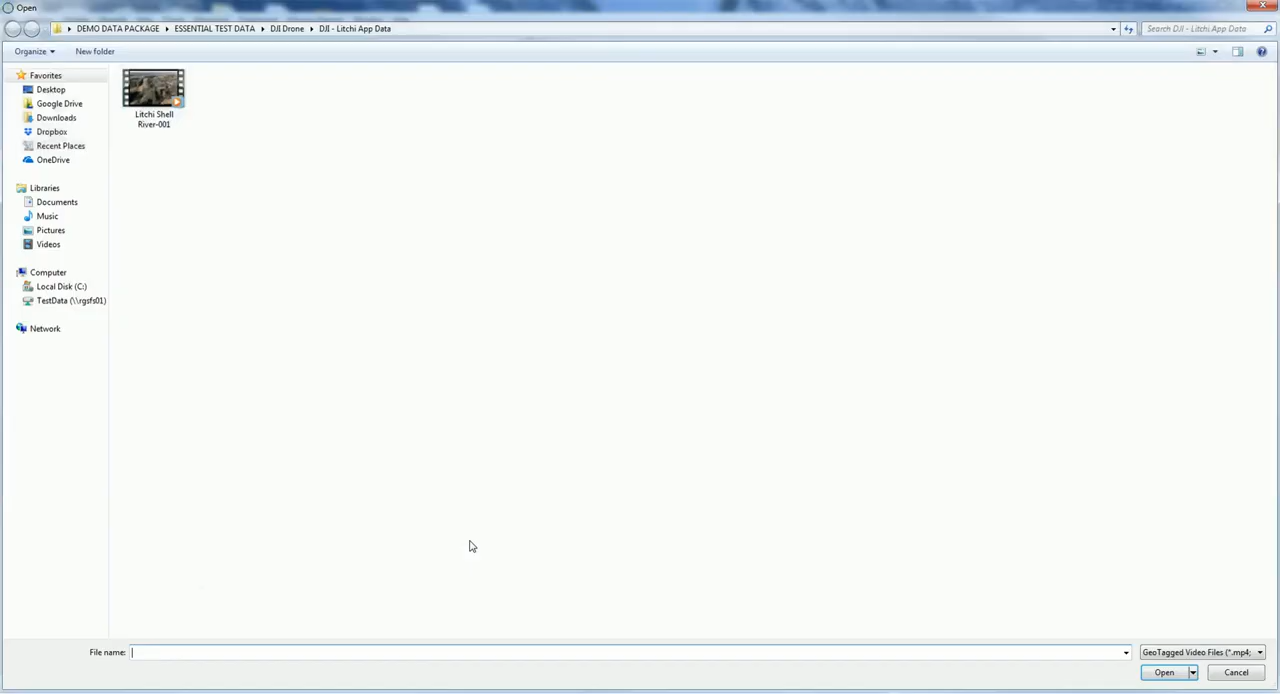 Open
DEMO DATA PACKAGE ESSENTIAL TEST DATA DJI Drone DJI - Litchi App Data
Search DJI - Litchi App Data
Organize New folder
Favorites
Desktop
Google Drive
Downloads
Dropbox
Recent Places
OneDrive
Libraries
Documents
Music
Pictures
Videos
Computer
Local Disk (C:)
TestData (\\rgsfs01)
Network
Litchi Shell
River-001
File name:
GeoTagged Video Files (*.mp4;
Open Cancel